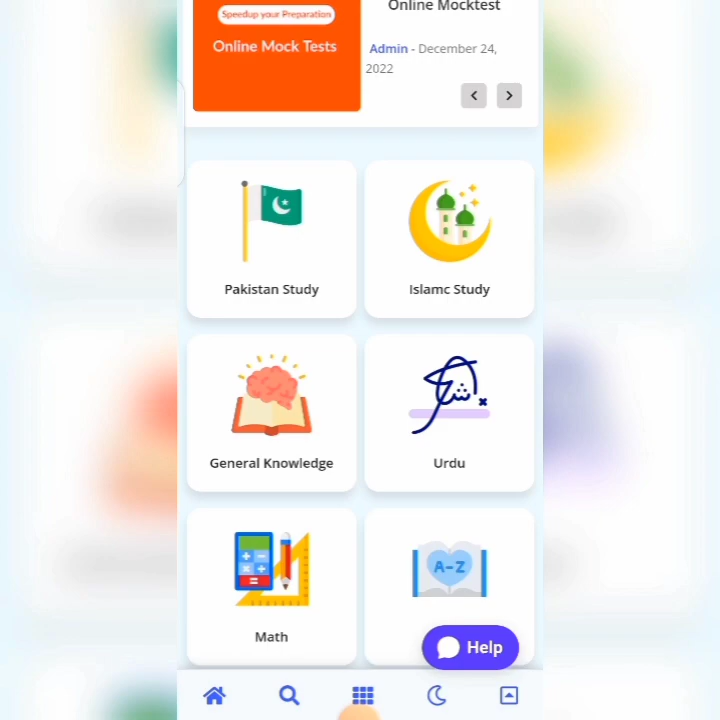 Speedup your Preparation
Online Mock Tests
Online Mocktest
Admin - December 24,
2022
Pakistan Study
Islamc Study
General Knowledge
Urdu
Math
A-Z
Help